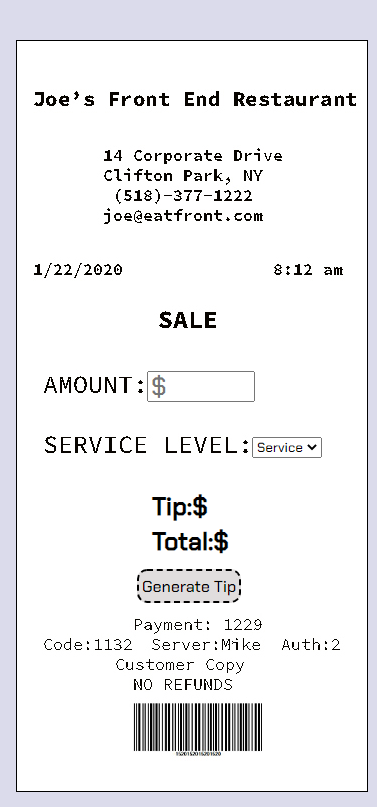 Joe's Front End Restaurant
14 Corporate Drive
Clifton Park, NY
(518)-377-1222
joe@eatfront.com
1/22/2020 8:12 am
SALE
AMOUNT: $
SERVICE LEVEL: Service
Tip:$
Total:$
Generate Tip
Payment: 1229
Code:1132 Server:Mike Auth:2
Customer Copy
NO REFUNDS